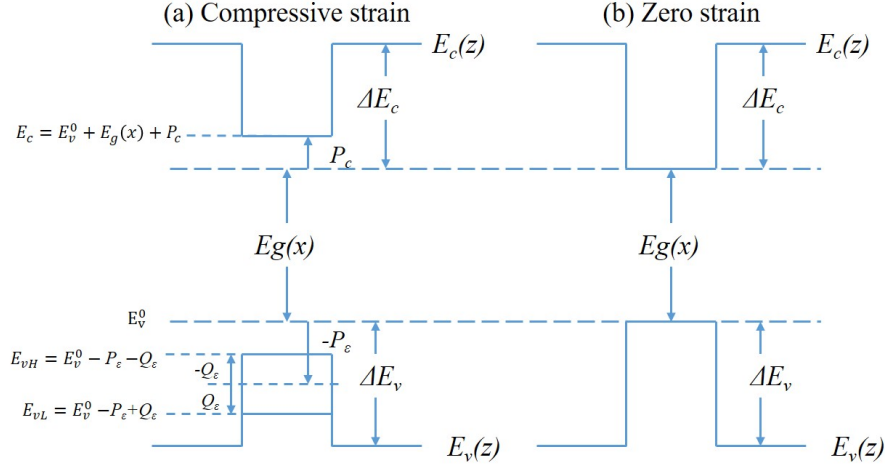 (a) Compressive strain
(b) Zero strain
E_c(z)
E_c(z)
ΔE_c
ΔE_c
E_c = E_v^0 + E_g(x) + P_c
P_c
Eg(x)
Eg(x)
E_v^0
-P_ε
E_vH = E_v^0 − P_ε − Q_ε
-Q_ε
ΔE_v
ΔE_v
Q_ε
E_vL = E_v^0 − P_ε+Q_ε
E_v(z)
E_v(z)